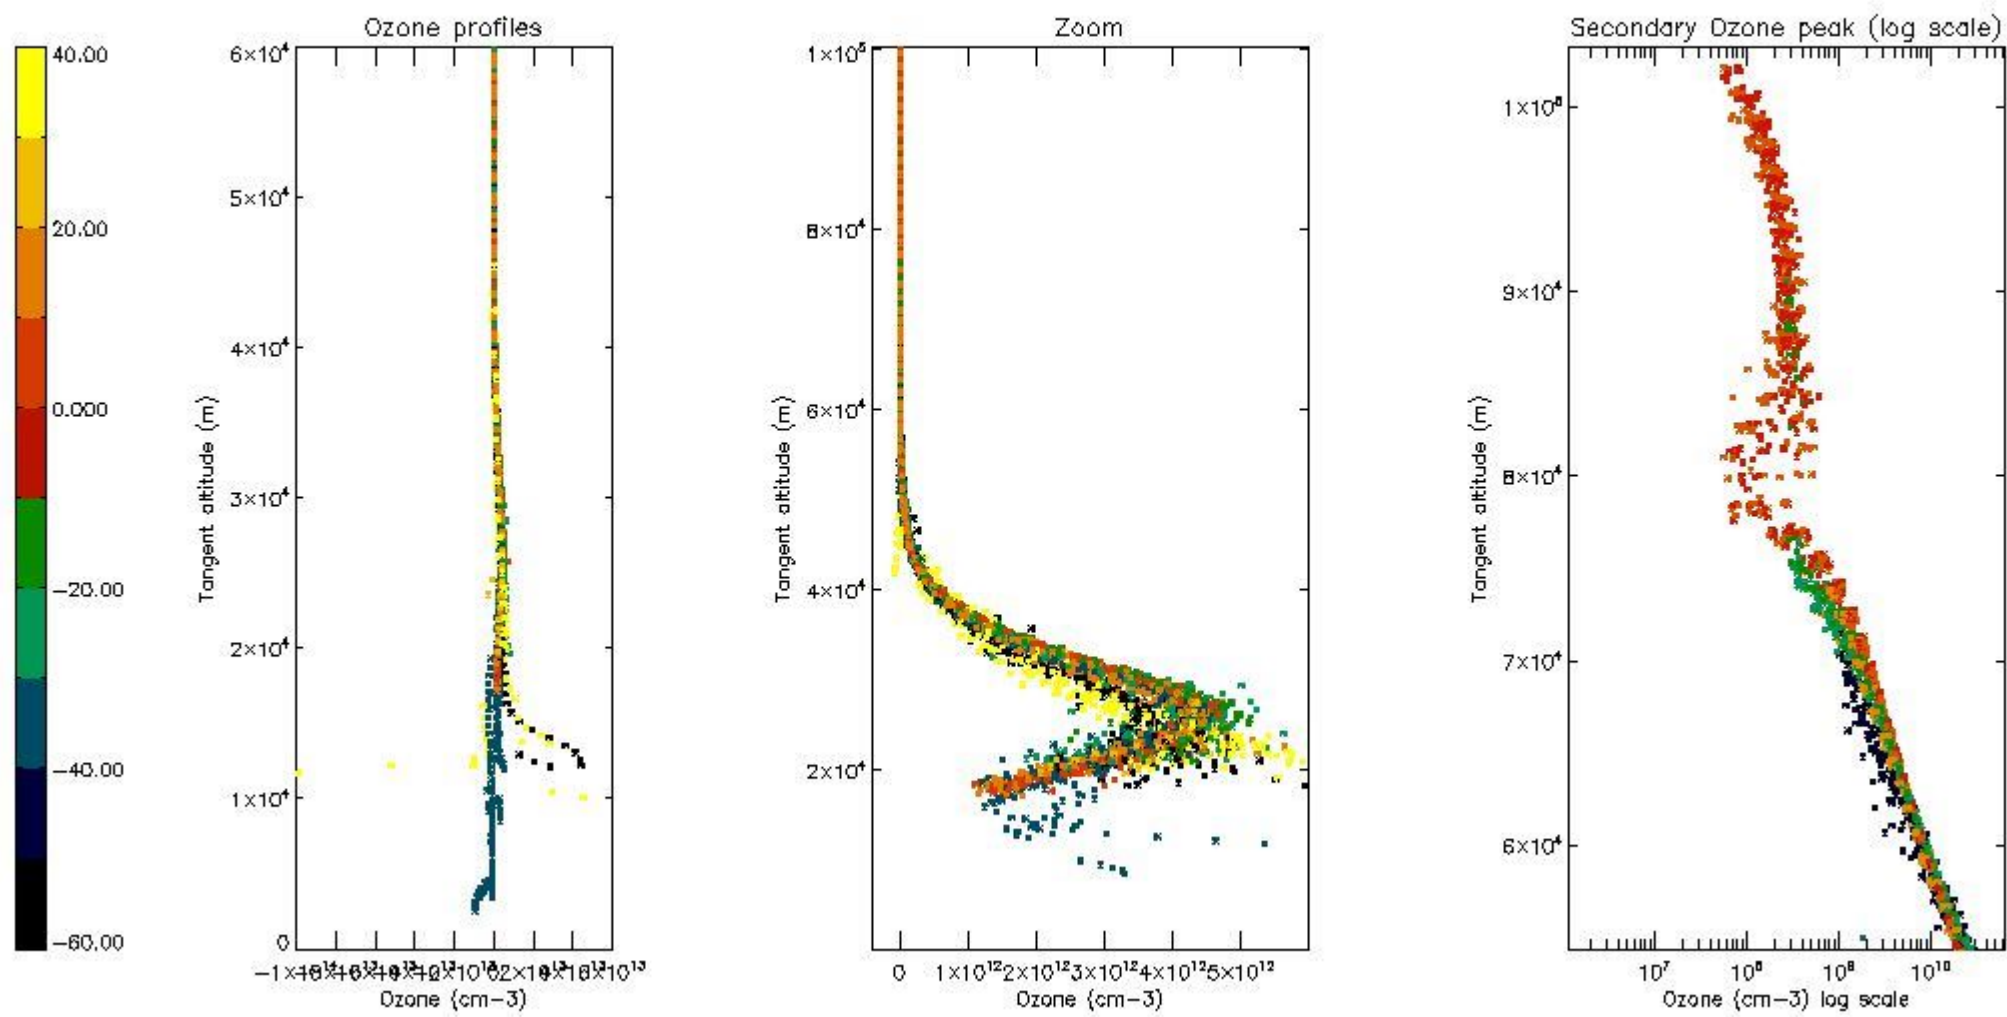 Ozone profiles
Zoom
Secondary Ozone peak (log scale)
40.00
20.00
0.000
−20.00
−40.00
−60.00
6×10⁴
5×10⁴
4×10⁴
3×10⁴
2×10⁴
1×10⁴
0
Tangent altitude (m)
Ozone (cm−3)
1×10⁵
8×10⁴
6×10⁴
4×10⁴
2×10⁴
Tangent altitude (m)
0 1×10¹² 2×10¹² 3×10¹² 4×10¹² 5×10¹²
Ozone (cm−3)
1×10⁵
9×10⁴
8×10⁴
7×10⁴
6×10⁴
Tangent altitude (m)
10⁷ 10⁸ 10⁹ 10¹⁰
Ozone (cm−3) log scale